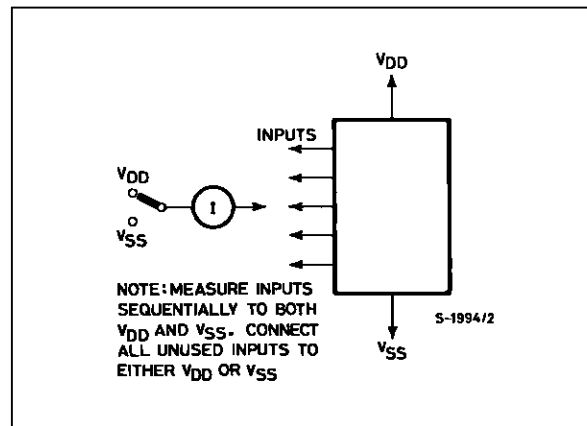 VDD
INPUTS
VDD
I
VSS
NOTE: MEASURE INPUTS
SEQUENTIALLY TO BOTH
VDD AND VSS. CONNECT
ALL UNUSED INPUTS TO
EITHER VDD OR VSS
S-1994/2
VSS